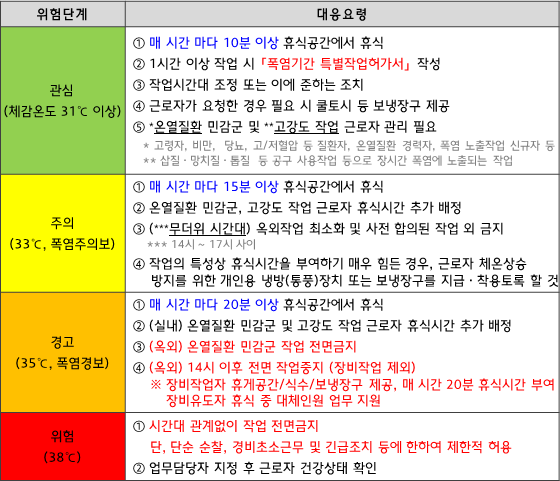 위험단계
대응요령
관심
(체감온도 31℃ 이상)
① 매 시간 마다 10분 이상 휴식공간에서 휴식
② 1시간 이상 작업 시 「폭염기간 특별작업허가서」 작성
③ 작업시간대 조정 또는 이에 준하는 조치
④ 근로자가 요청한 경우 필요 시 쿨토시 등 보냉장구 제공
⑤ *온열질환 민감군 및 **고강도 작업 근로자 관리 필요
* 고령자, 비만, 당뇨, 고/저혈압 등 질환자, 온열질환 경력자, 폭염 노출작업 신규자 등
** 삽질·망치질·톱질 등 공구 사용작업 등으로 장시간 폭염에 노출되는 작업
주의
(33℃, 폭염주의보)
① 매 시간 마다 15분 이상 휴식공간에서 휴식
② 온열질환 민감군, 고강도 작업 근로자 휴식시간 추가 배정
③ (***무더위 시간대) 옥외작업 최소화 및 사전 합의된 작업 외 금지
*** 14시 ~ 17시 사이
④ 작업의 특성상 휴식시간을 부여하기 매우 힘든 경우, 근로자 체온상승
방지를 위한 개인용 냉방(통풍)장치 또는 보냉장구를 지급·착용토록 할 것
경고
(35℃, 폭염경보)
① 매 시간 마다 20분 이상 휴식공간에서 휴식
② (실내) 온열질환 민감군 및 고강도 작업 근로자 휴식시간 추가 배정
③ (옥외) 온열질환 민감군 작업 전면금지
④ (옥외) 14시 이후 전면 작업중지 (장비작업 제외)
※ 장비작업자 휴게공간/식수/보냉장구 제공, 매 시간 20분 휴식시간 부여
장비유도자 휴식 중 대체인원 업무 지원
위험
(38℃)
① 시간대 관계없이 작업 전면금지
단, 단순 순찰, 경비초소근무 및 긴급조치 등에 한하여 제한적 허용
② 업무담당자 지정 후 근로자 건강상태 확인